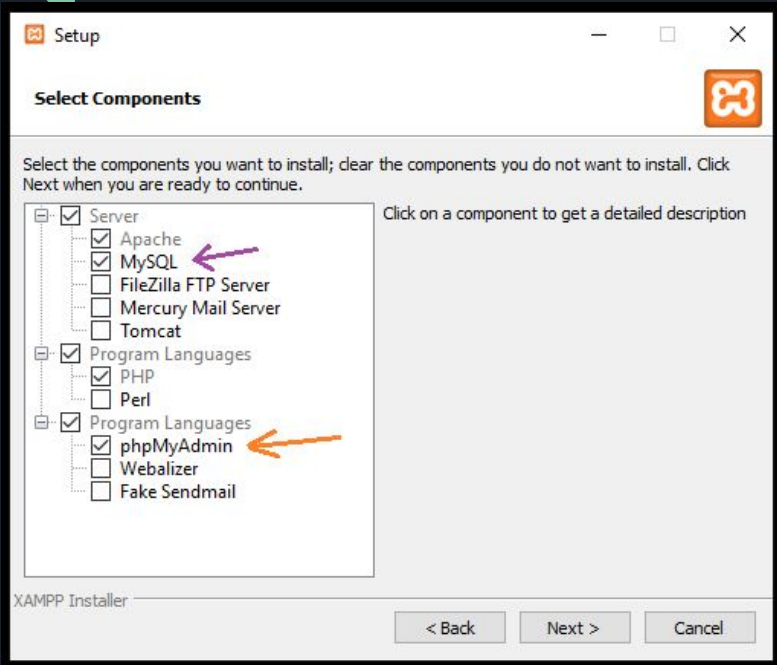 Setup
Select Components
Select the components you want to install; clear the components you do not want to install. Click
Next when you are ready to continue.
Server
Apache
MySQL
FileZilla FTP Server
Mercury Mail Server
Tomcat
Program Languages
PHP
Perl
Program Languages
phpMyAdmin
Webalizer
Fake Sendmail
Click on a component to get a detailed description
XAMPP Installer
< Back
Next >
Cancel